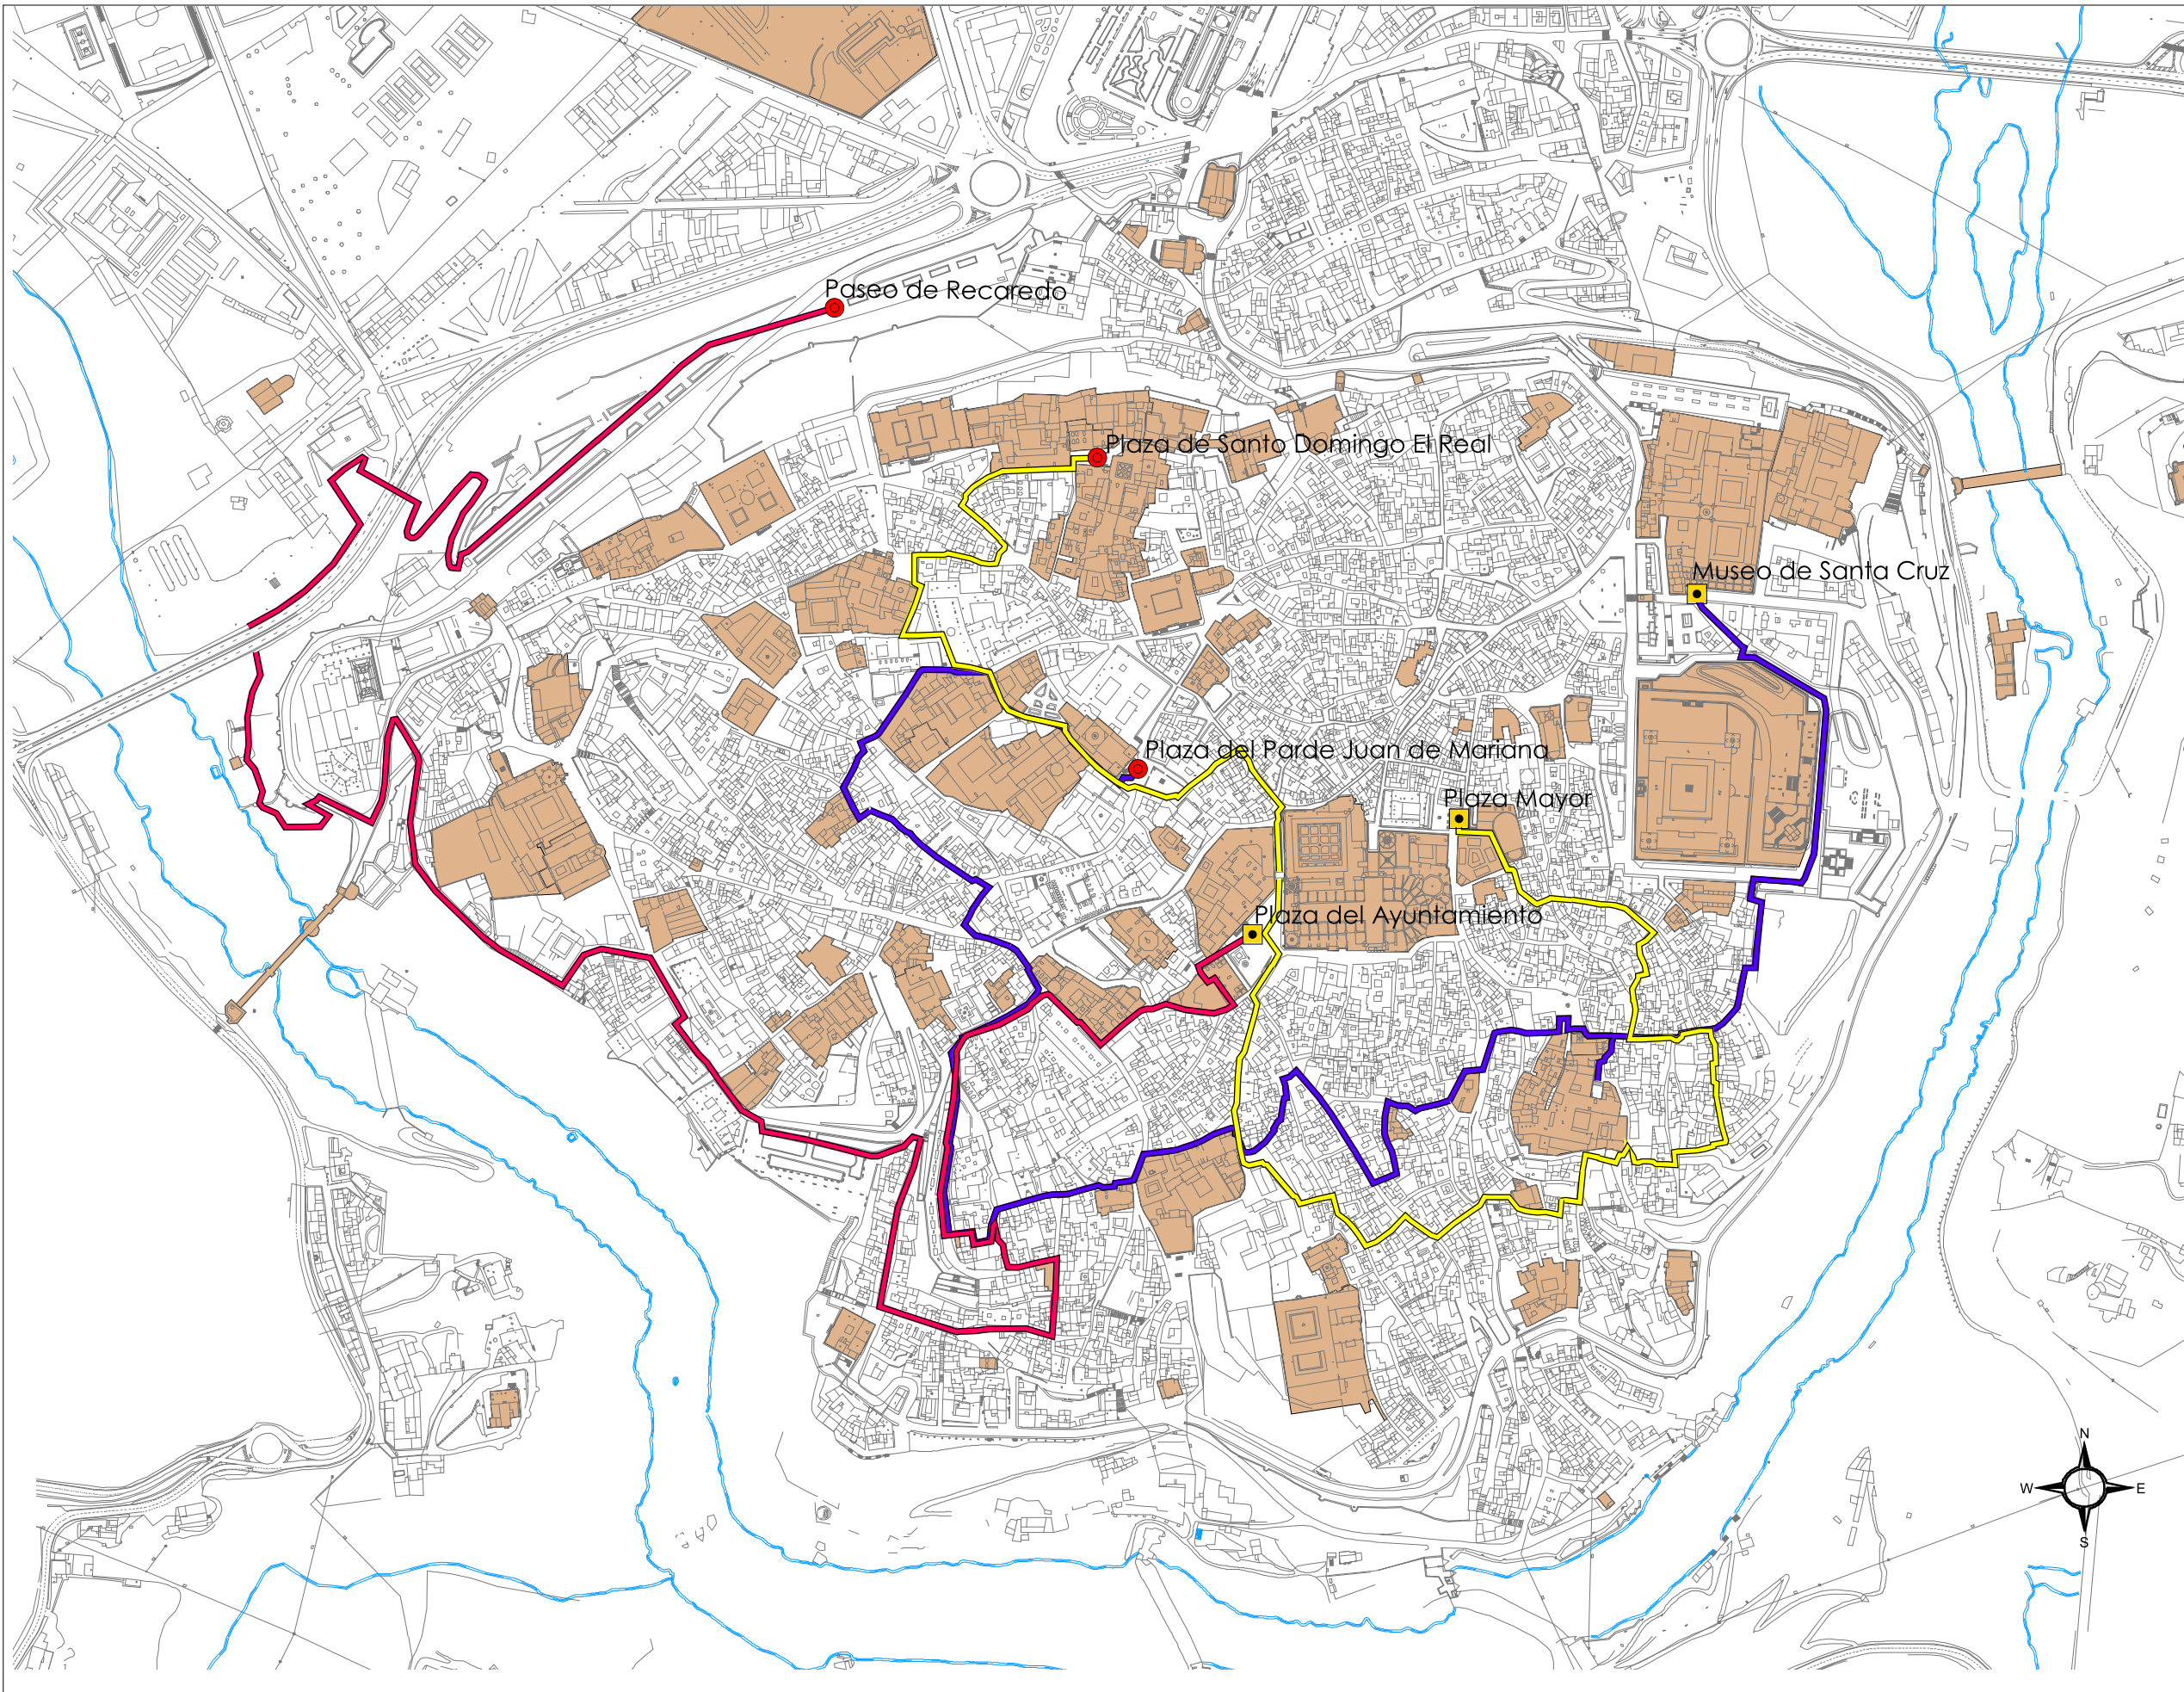 Paseo de Recaredo
Plaza de Santo Domingo El Real
Museo de Santa Cruz
Plaza del Parde Juan de Mariana
Plaza Mayor
Plaza del Ayuntamiento
N
W E
S